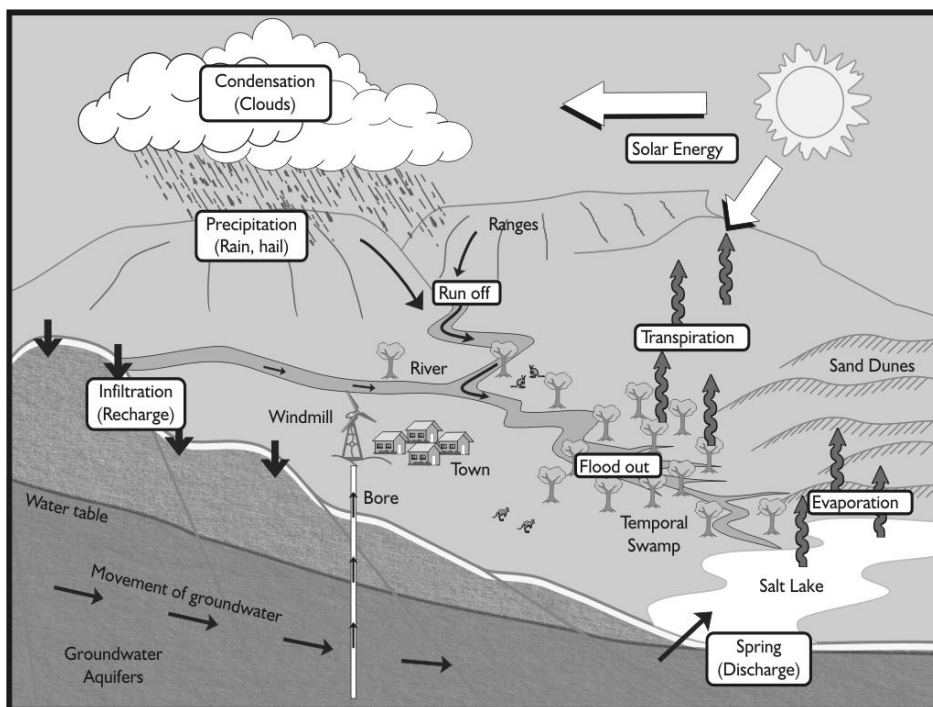 Condensation
(Clouds)
Solar Energy
Precipitation
(Rain, hail)
Ranges
Run off
Transpiration
River
Sand Dunes
Infiltration
(Recharge)
Windmill
Town
Flood out
Bore
Evaporation
Water table
Temporal
Swamp
Movement of groundwater
Salt Lake
Groundwater
Aquifers
Spring
(Discharge)